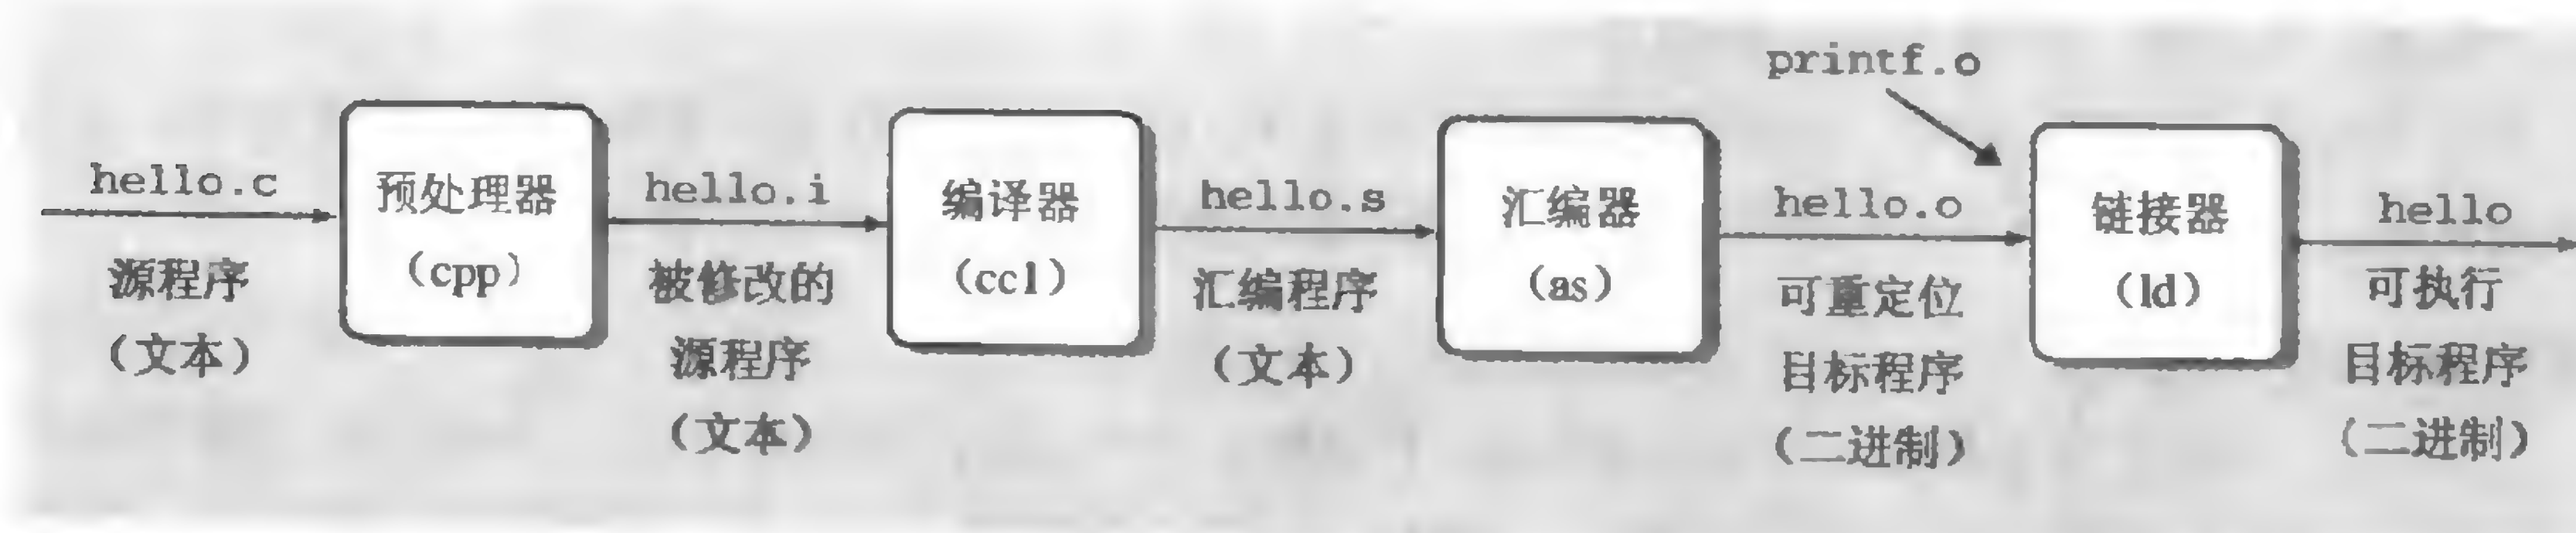 printf.o
hello.c
预处理器
(cpp)
hello.i
编译器
(cc1)
hello.s
汇编器
(as)
hello.o
链接器
(ld)
hello
源程序
(文本)
被修改的
源程序
(文本)
汇编程序
(文本)
可重定位
目标程序
(二进制)
可执行
目标程序
(二进制)